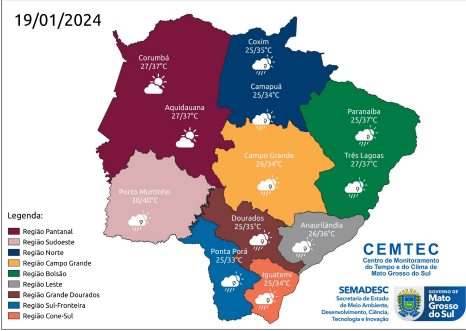 19/01/2024
Corumbá
27/37°C
Coxim
25/35°C
Camapuã
25/34°C
Aquidauana
27/37°C
Paranaíba
25/37°C
Campo Grande
26/34°C
Três Lagoas
27/37°C
Porto Murtinho
30/40°C
Dourados
25/35°C
Anaurilândia
26/36°C
Ponta Porã
25/33°C
Iguatemi
25/34°C
Legenda:
Região Pantanal
Região Sudoeste
Região Norte
Região Campo Grande
Região Bolsão
Região Leste
Região Grande Dourados
Região Sul-Fronteira
Região Cone-Sul
CEMTEC
Centro de Monitoramento
do Tempo e do Clima de
Mato Grosso do Sul
SEMADESC
Secretaria de Estado
de Meio Ambiente,
Desenvolvimento, Ciência,
Tecnologia e Inovação
GOVERNO DE
Mato
Grosso
do Sul